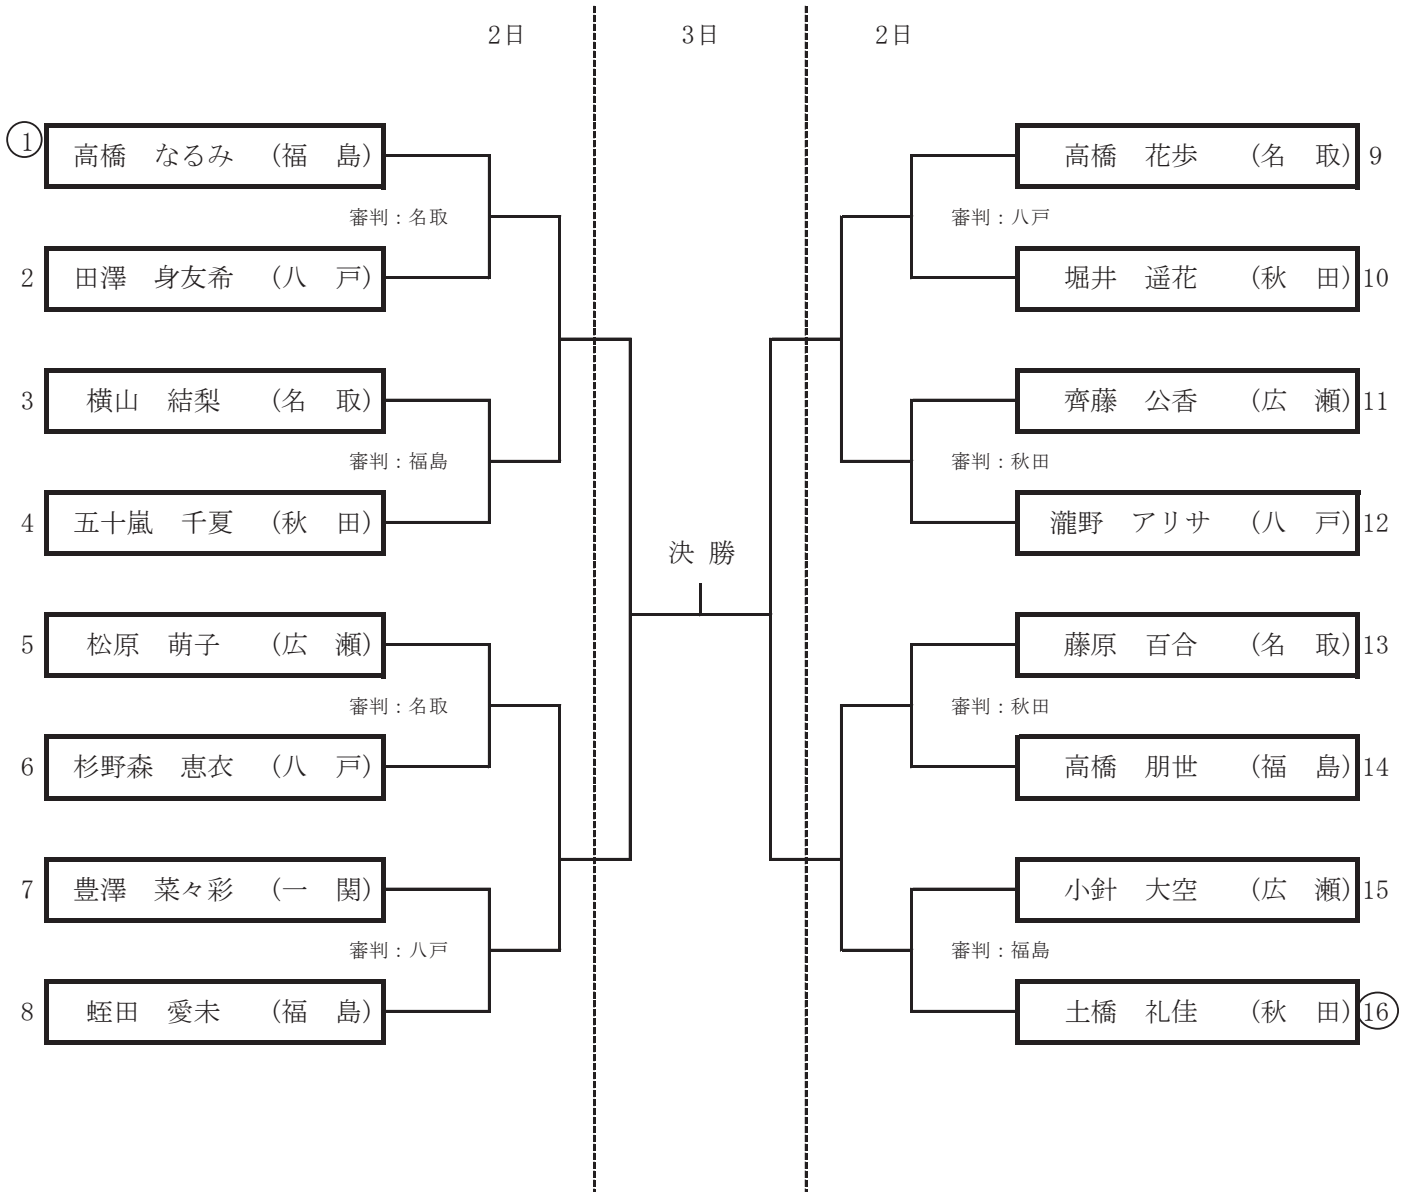 2日 3日 2日
① 高橋 なるみ (福 島)
審判：名取
2 田澤 身友希 (八 戸)
3 横山 結梨 (名 取)
審判：福島
4 五十嵐 千夏 (秋 田)
5 松原 萌子 (広 瀬)
審判：名取
6 杉野森 恵衣 (八 戸)
7 豊澤 菜々彩 (一 関)
審判：八戸
8 蛭田 愛未 (福 島)
決 勝
高橋 花歩 (名 取) 9
審判：八戸
堀井 遥花 (秋 田) 10
齊藤 公香 (広 瀬) 11
審判：秋田
瀧野 アリサ (八 戸) 12
藤原 百合 (名 取) 13
審判：秋田
高橋 朋世 (福 島) 14
小針 大空 (広 瀬) 15
審判：福島
土橋 礼佳 (秋 田) ⑯